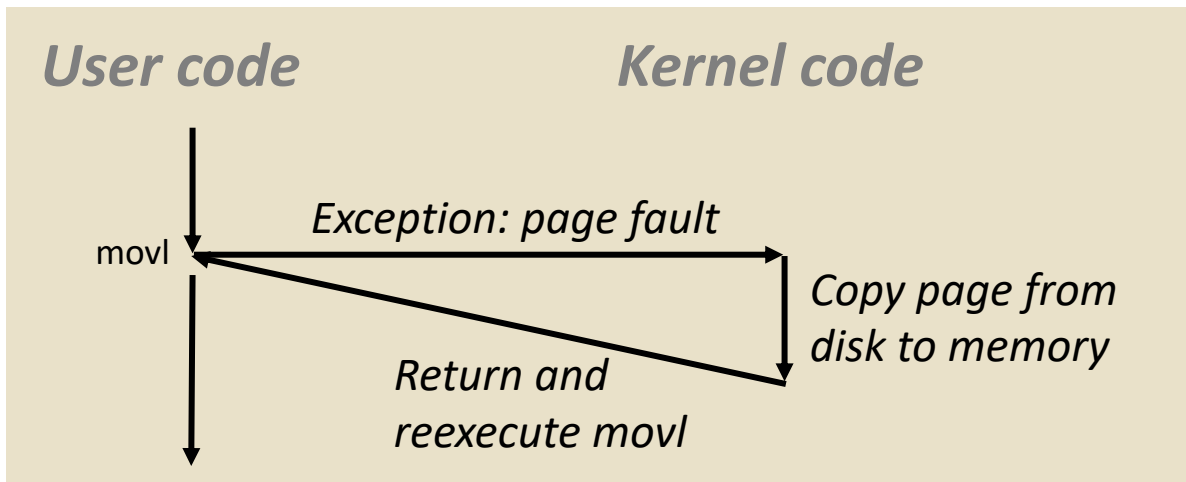 User code
Kernel code
Exception: page fault
movl
Copy page from
disk to memory
Return and
reexecute movl